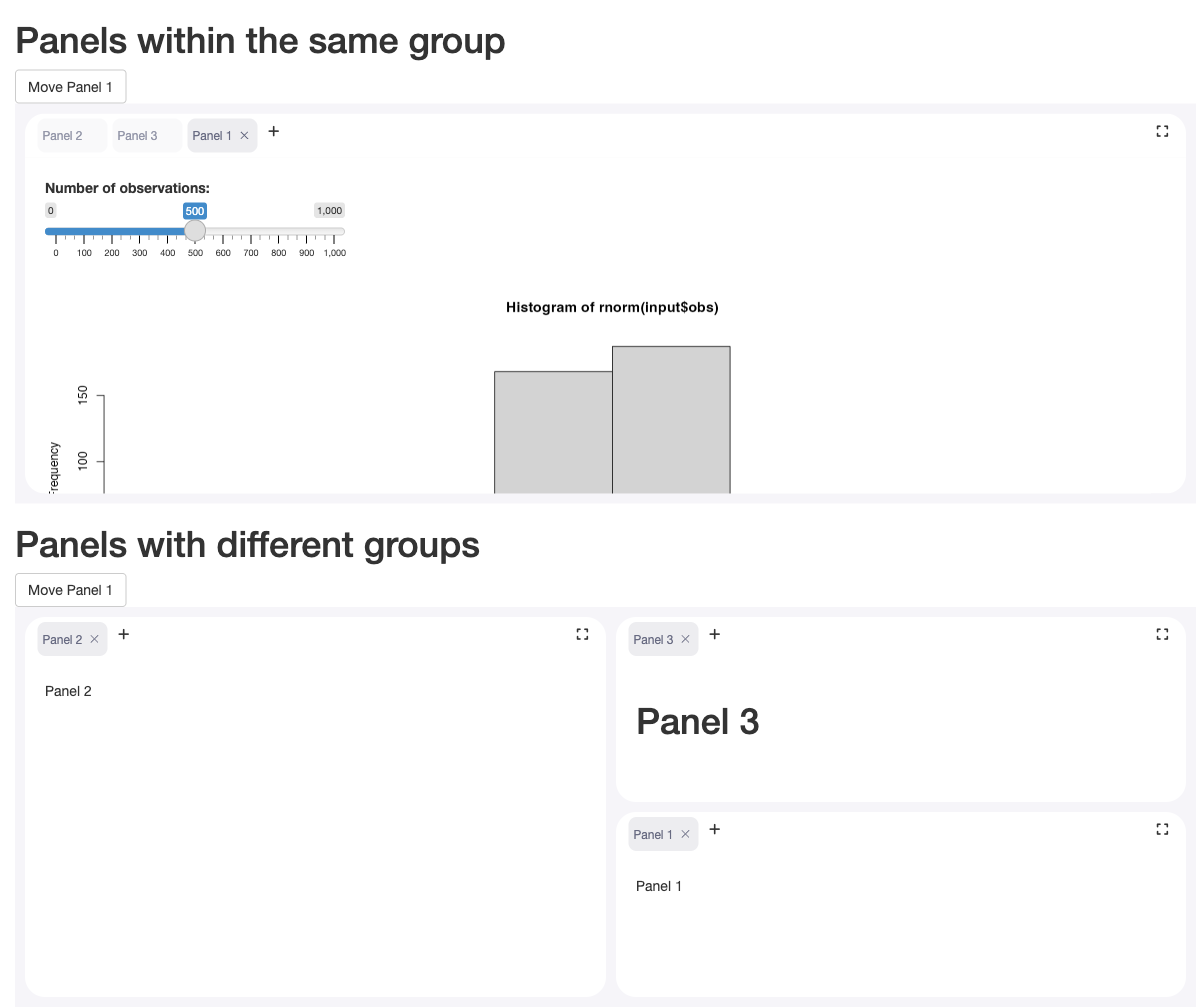 Panels within the same group
Move Panel 1
Panel 2 Panel 3 Panel 1 × +
Number of observations:
0 500 1,000
0 100 200 300 400 500 600 700 800 900 1,000
Histogram of rnorm(input$obs)
150
100
Frequency
Panels with different groups
Move Panel 1
Panel 2 × +
Panel 2
Panel 3 × +
Panel 3
Panel 1 × +
Panel 1